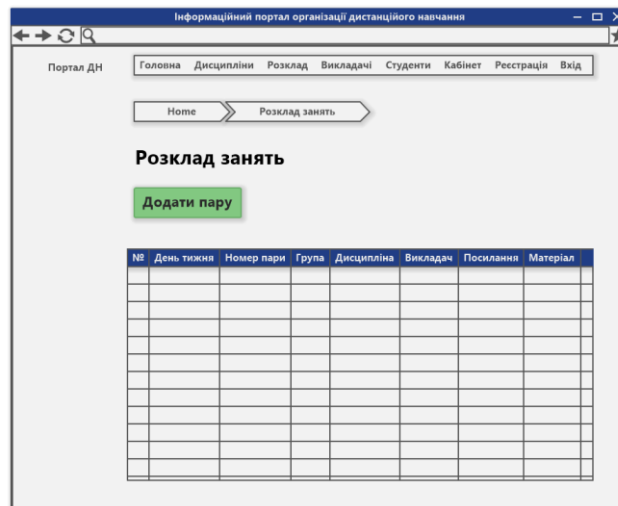 Інформаційний портал організації дистанційого навчання
Портал ДН
Головна Дисципліни Розклад Викладачі Студенти Кабінет Реєстрація Вхід
Home Розклад занять
Розклад занять
Додати пару
№ День тижня Номер пари Група Дисципліна Викладач Посилання Матеріал